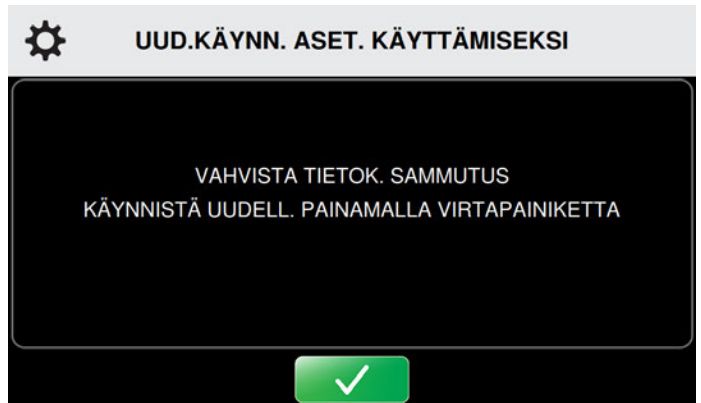 UUD.KÄYNN. ASET. KÄYTTÄMISEKSI
VAHVISTA TIETOK. SAMMUTUS
KÄYNNISTÄ UUDELL. PAINAMALLA VIRTAPAINIKETTA